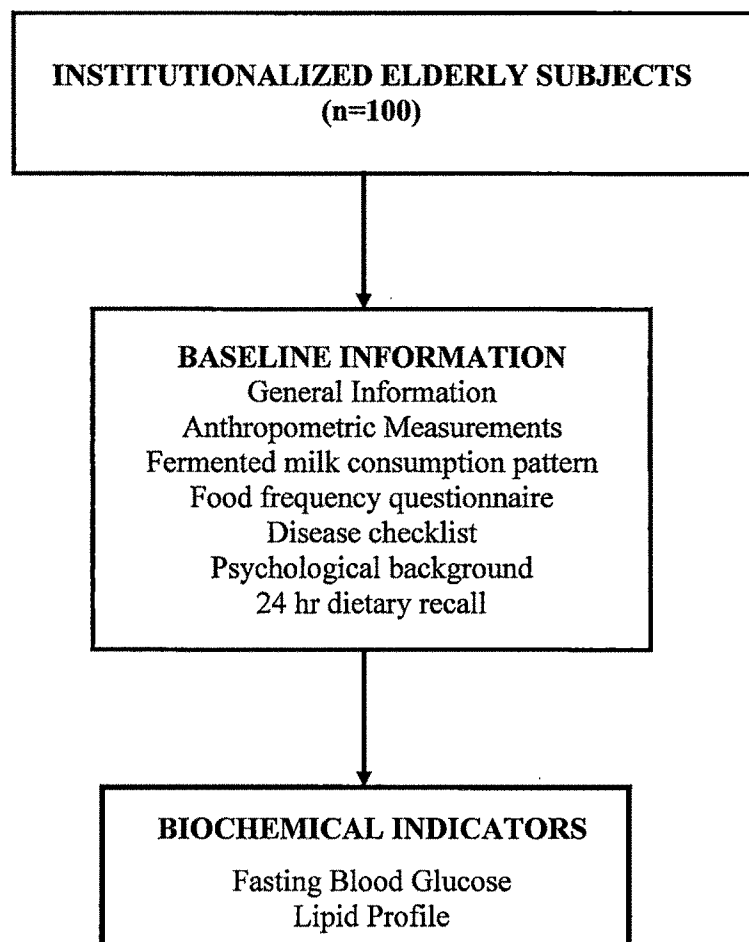 INSTITUTIONALIZED ELDERLY SUBJECTS
(n=100)
BASELINE INFORMATION
General Information
Anthropometric Measurements
Fermented milk consumption pattern
Food frequency questionnaire
Disease checklist
Psychological background
24 hr dietary recall
BIOCHEMICAL INDICATORS
Fasting Blood Glucose
Lipid Profile